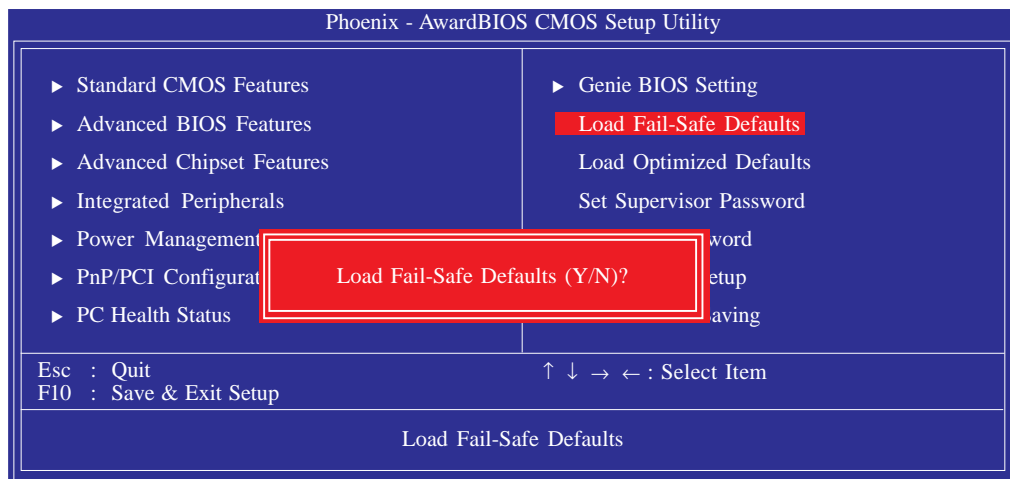 Phoenix - AwardBIOS CMOS Setup Utility
▶ Standard CMOS Features
▶ Advanced BIOS Features
▶ Advanced Chipset Features
▶ Integrated Peripherals
▶ Power Management
▶ PnP/PCI Configurat
▶ PC Health Status
▶ Genie BIOS Setting
Load Fail-Safe Defaults
Load Optimized Defaults
Set Supervisor Password
word
etup
aving
Load Fail-Safe Defaults (Y/N)?
Esc : Quit
F10 : Save & Exit Setup
↑ ↓ → ← : Select Item
Load Fail-Safe Defaults